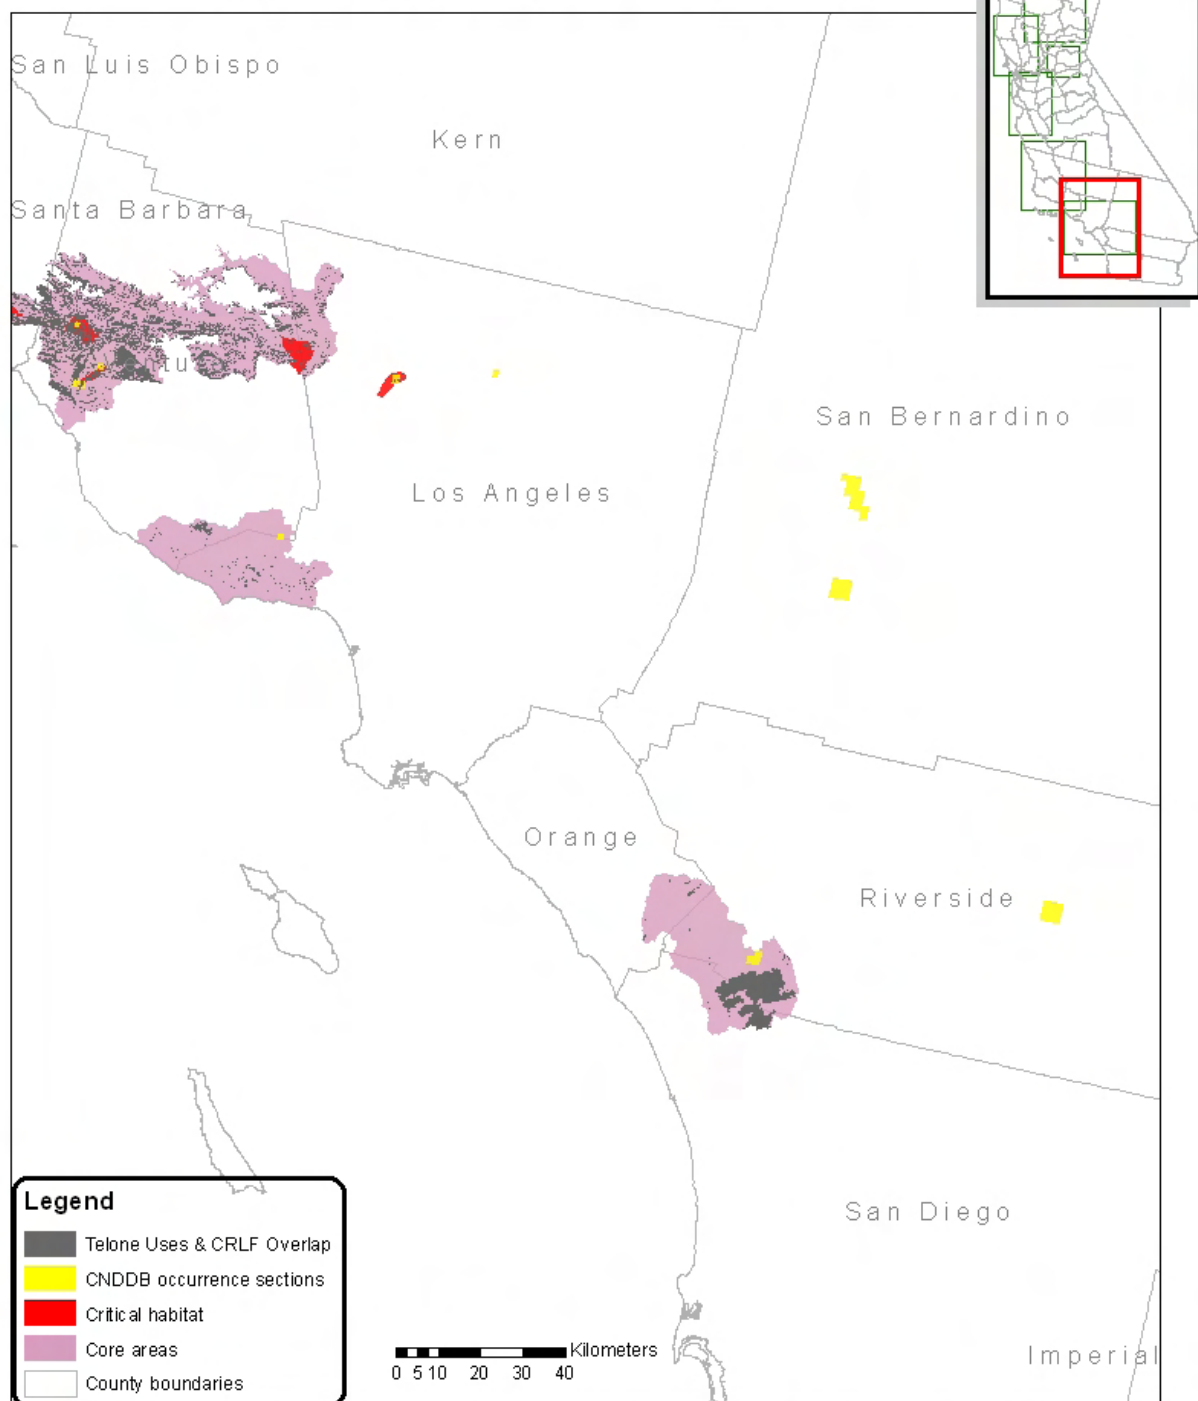 San Luis Obispo
Kern
Santa Barbara
San Bernardino
Los Angeles
Orange
Riverside
San Diego
Imperial
Legend
Telone Uses & CRLF Overlap
CNDDB occurrence sections
Critical habitat
Core areas
County boundaries
Kilometers
0 5 10 20 30 40